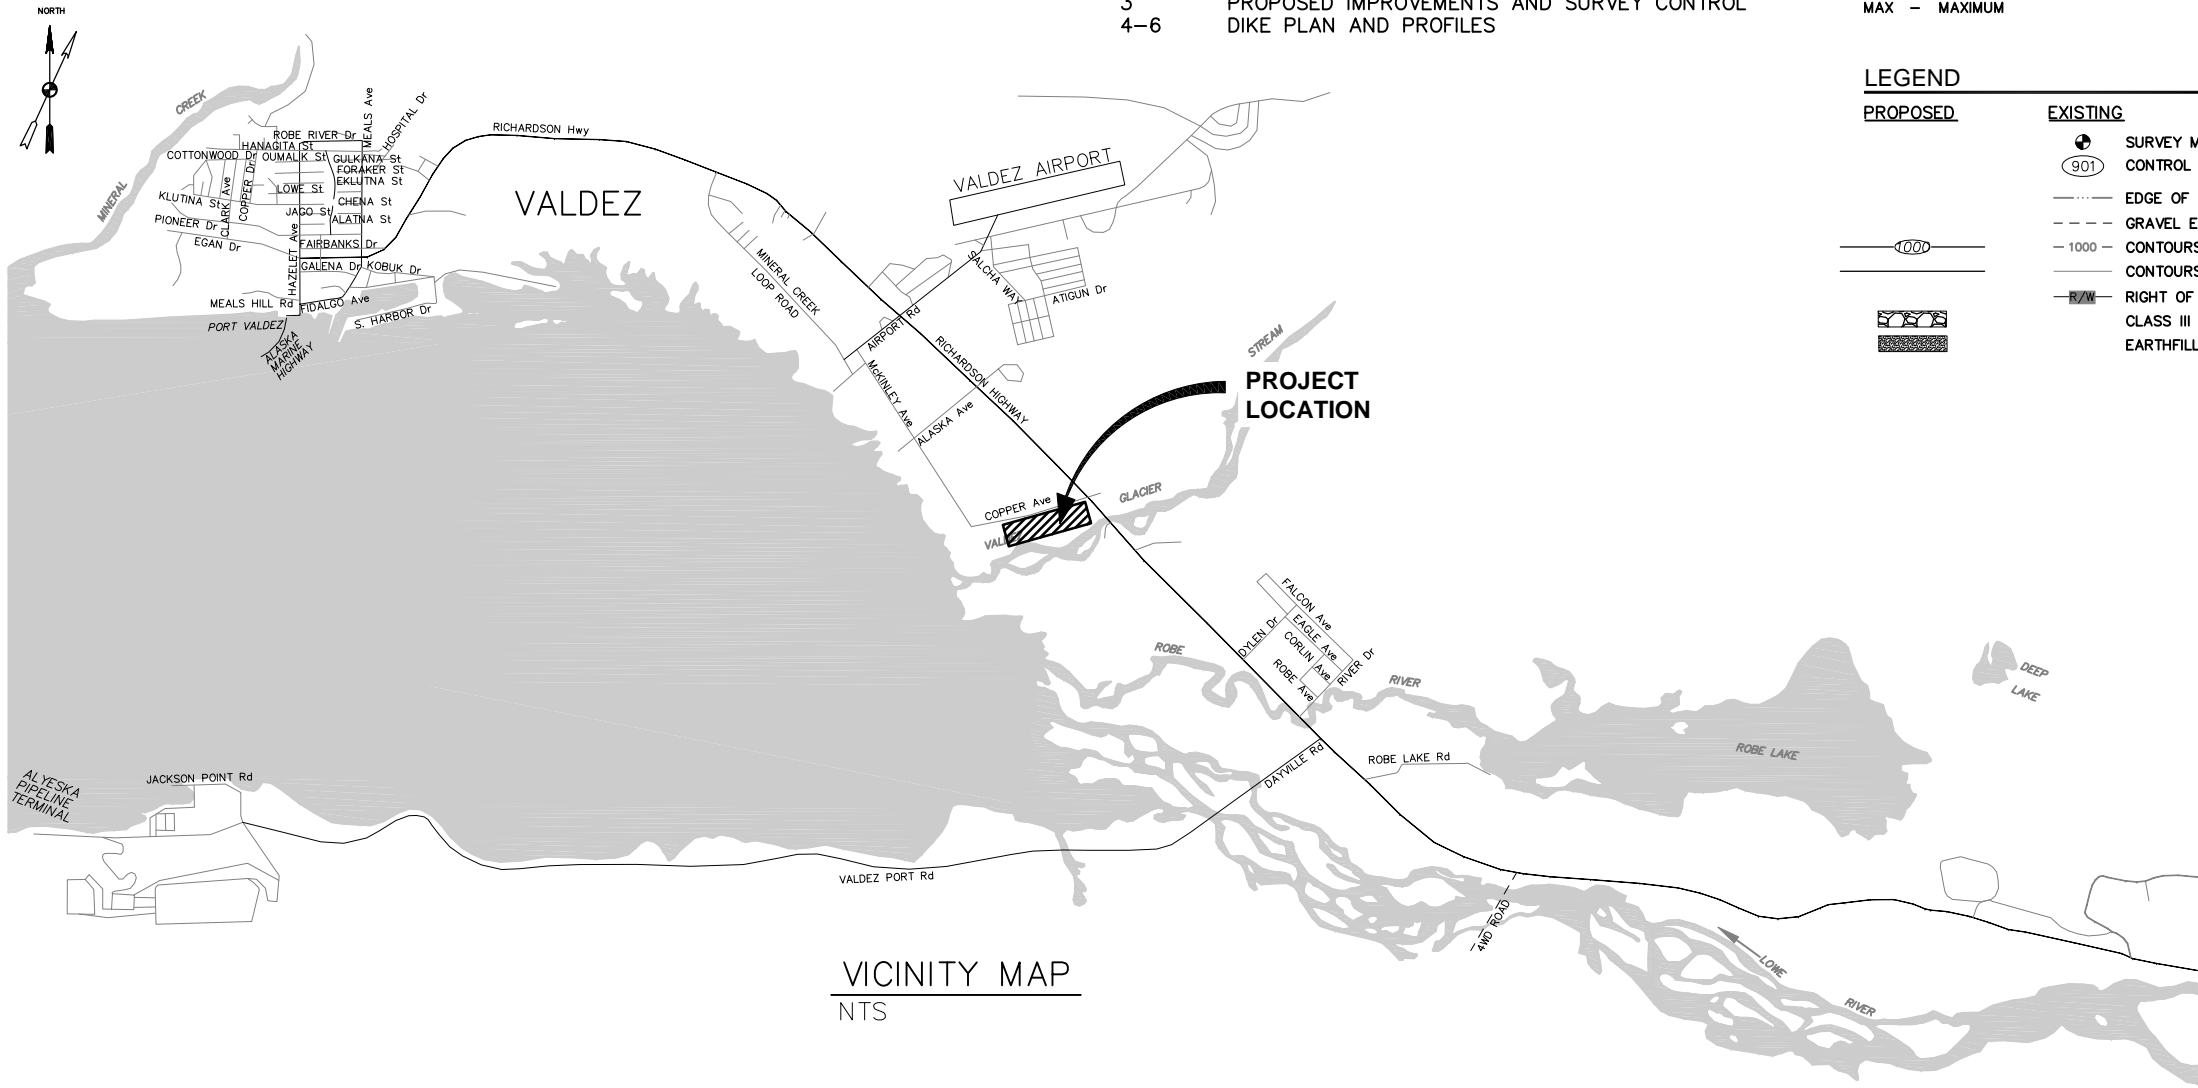 3 PROPOSED IMPROVEMENTS AND SURVEY CONTROL
4–6 DIKE PLAN AND PROFILES
MAX – MAXIMUM
NORTH
LEGEND
PROPOSED
EXISTING
SURVEY
901 CONTROL
EDGE OF
GRAVEL
1000
1000 CONTOURS
CONTOURS
R/W RIGHT OF
CLASS III
EARTHFILL
MINERAL
CREEK
ROBE RIVER Dr
HANAGITA St
COTTONWOOD Dr
OUMALIK St
GULKANA St
FORAKER St
EKLUTNA St
LOWE St
CHENA St
JAGO St
ALATNA St
KLUTINA St
CLARK Ave
COPPER Dr
PIONEER Dr
EGAN Dr
FAIRBANKS Dr
HAZELET Ave
MEALS Ave
HOSPITAL Dr
GALENA Dr
KOBUK Dr
MEALS HILL Rd
FIDALGO Ave
S. HARBOR Dr
PORT VALDEZ
ALASKA
MARINE
HIGHWAY
RICHARDSON Hwy
VALDEZ
VALDEZ AIRPORT
MINERAL CREEK
LOOP ROAD
SALCHA WAY
ATIGUN Dr
AIRPORT Rd
McKINLEY Ave
RICHARDSON HIGHWAY
ALASKA Ave
STREAM
PROJECT
LOCATION
COPPER Ave
GLACIER
FALCON Ave
EAGLE Ave
CORLIN Ave
ROBE Ave
DYLEN Dr
RIVER Dr
ROBE
RIVER
DEEP
LAKE
ROBE LAKE
ROBE LAKE Rd
DAYVILLE Rd
ALYESKA
PIPELINE
TERMINAL
JACKSON POINT Rd
VALDEZ PORT Rd
4WD ROAD
LOWE
RIVER
VICINITY MAP
NTS